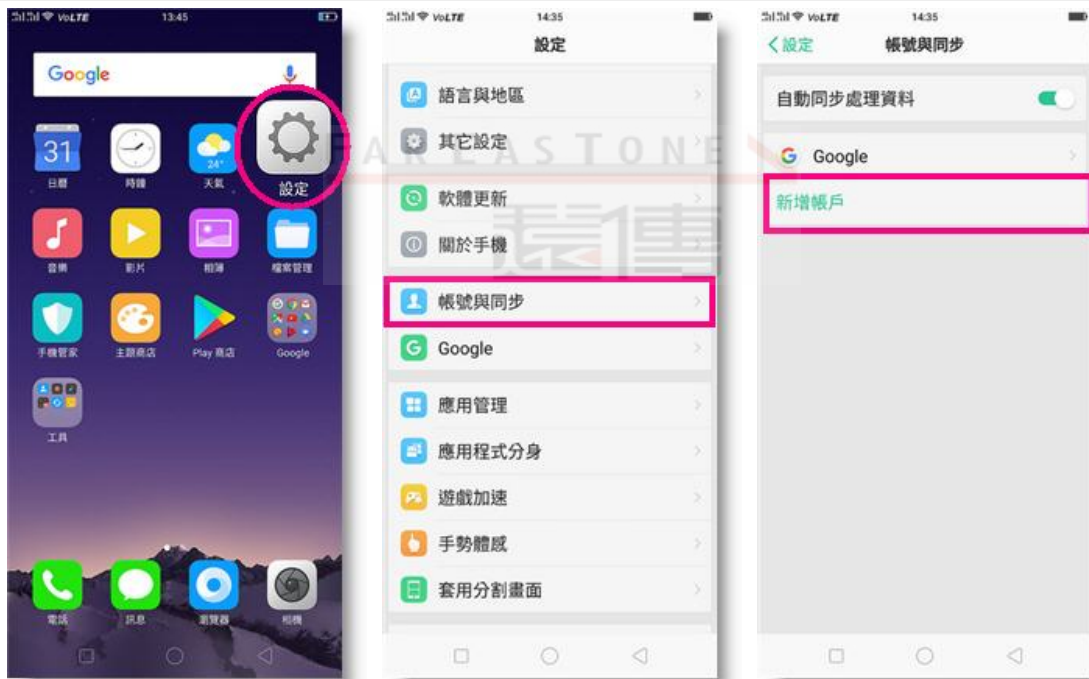 VoLTE 13:45
Google
31
24°
日曆 時鐘 天氣 設定
音樂 影片 相簿 檔案管理
手機管家 主題商店 Play 商店 Google
工具
電話 訊息 瀏覽器 相機
VoLTE 14:35
設定
語言與地區
其它設定
軟體更新
關於手機
帳號與同步
Google
應用管理
應用程式分身
遊戲加速
手勢體感
套用分割畫面
VoLTE 14:35
設定 帳號與同步
自動同步處理資料
Google
新增帳戶
FAREASTONE
遠傳